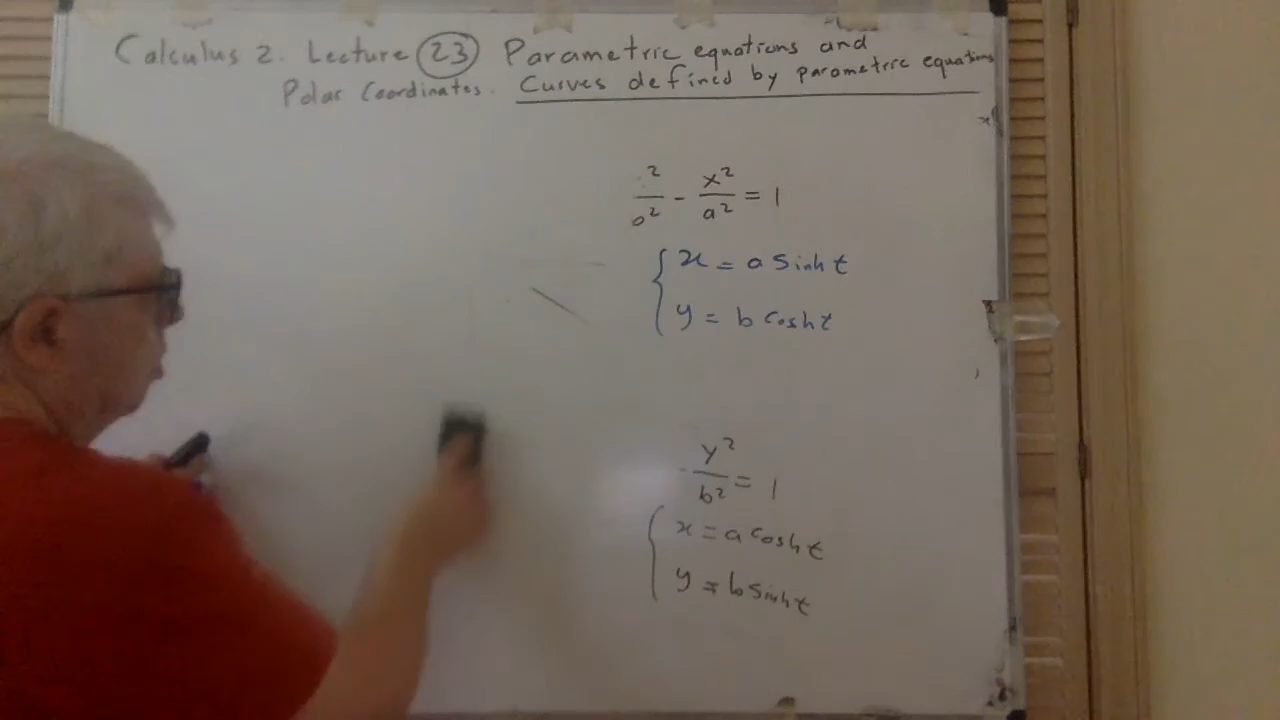 Calculus 2. Lecture 23 Parametric equations and
Polar Coordinates. Curves defined by parametric equations
2/b² - x²/a² = 1
{ x = a sinh t
y = b cosh t
- y²/b² = 1
{ x = a cosh t
y = b sinh t